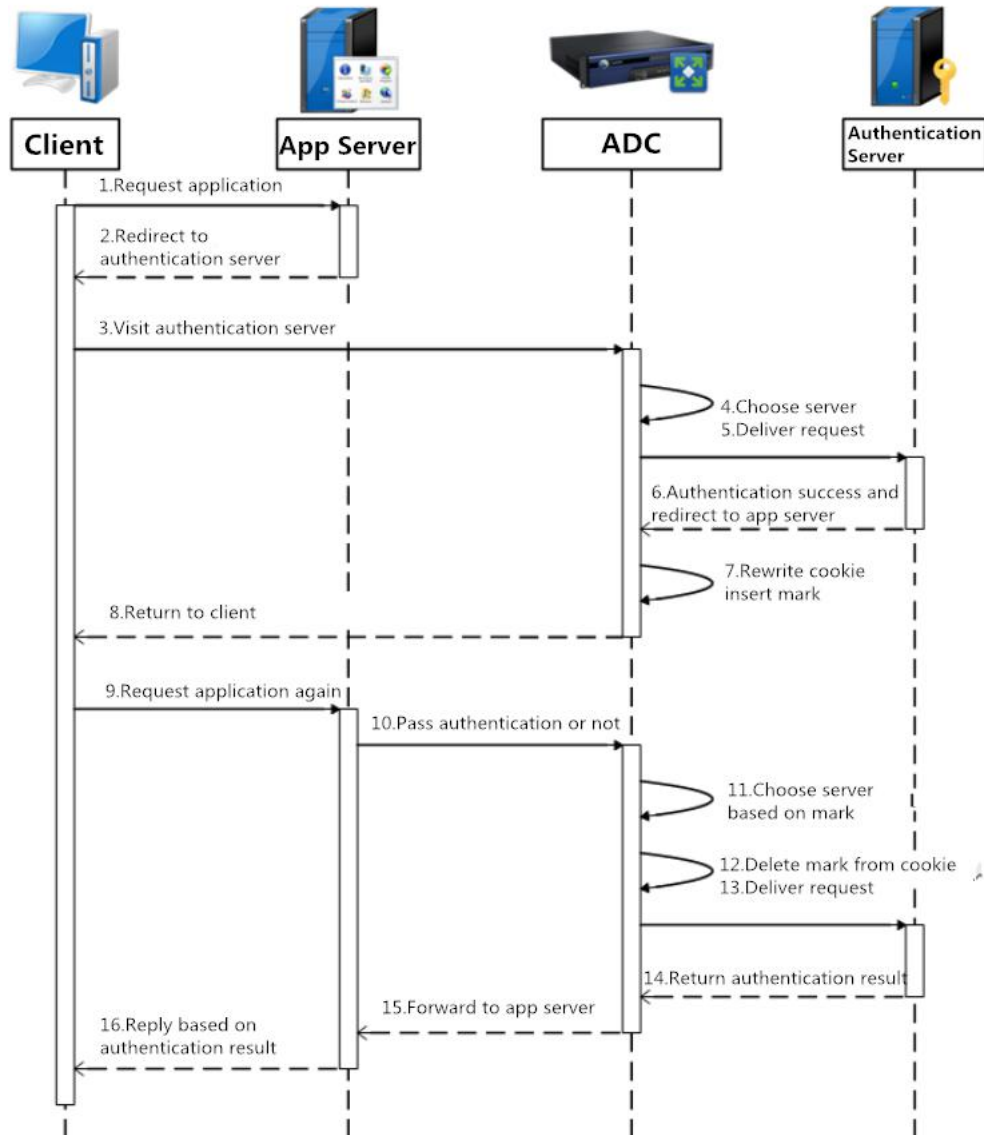 Client
App Server
ADC
Authentication
Server
1.Request application
2.Redirect to
authentication server
3.Visit authentication server
4.Choose server
5.Deliver request
6.Authentication success and
redirect to app server
7.Rewrite cookie
insert mark
8.Return to client
9.Request application again
10.Pass authentication or not
11.Choose server
based on mark
12.Delete mark from cookie
13.Deliver request
14.Return authentication result
15.Forward to app server
16.Reply based on
authentication result